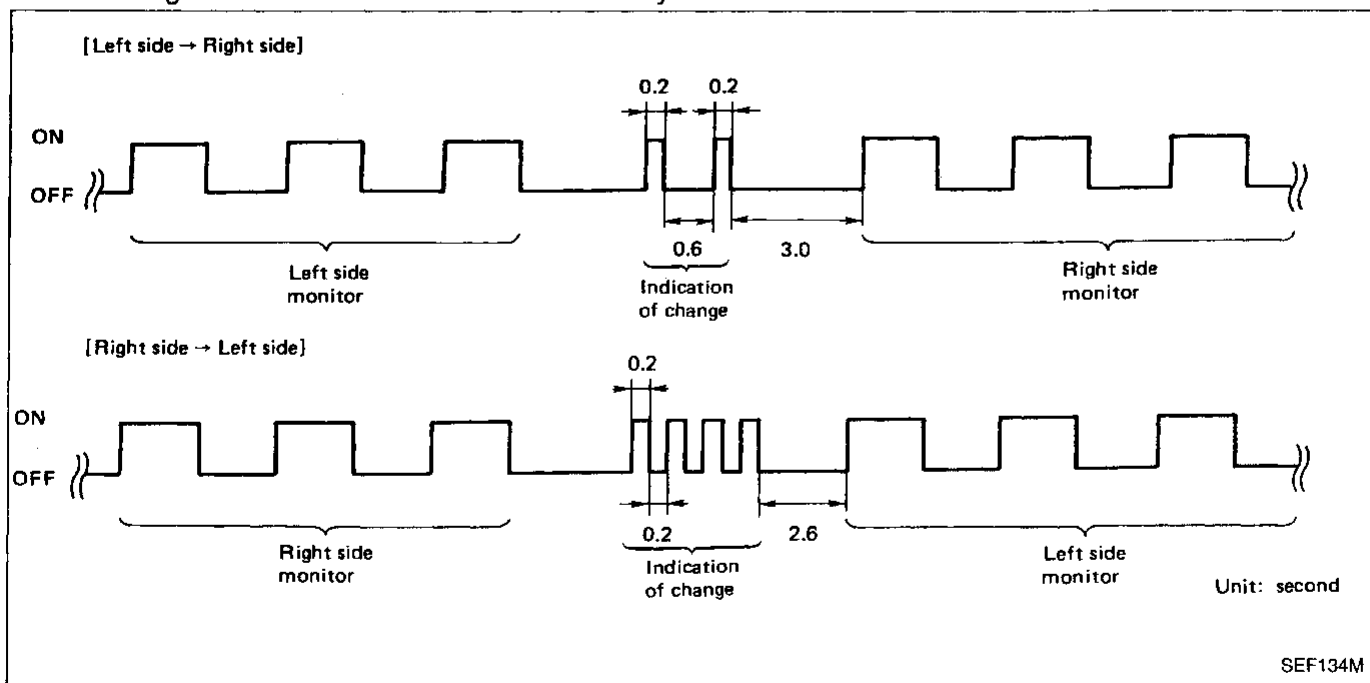 [Left side → Right side]
0.2 0.2
ON
OFF
0.6 3.0
Left side
monitor
Indication
of change
Right side
monitor
[Right side → Left side]
0.2
ON
OFF
0.2 2.6
Right side
monitor
Indication
of change
Left side
monitor
Unit: second
SEF134M